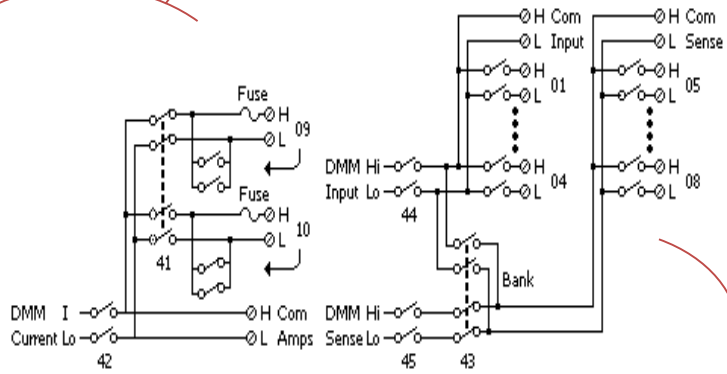 Fuse
H
09
L
Fuse
H
10
L
41
DMM I
H Com
Current Lo
L Amps
42
H Com
L Input
H
01
L
DMM Hi
H
04
Input Lo
L
44
Bank
DMM Hi
Sense Lo
45
43
H Com
L Sense
H
05
L
H
08
L